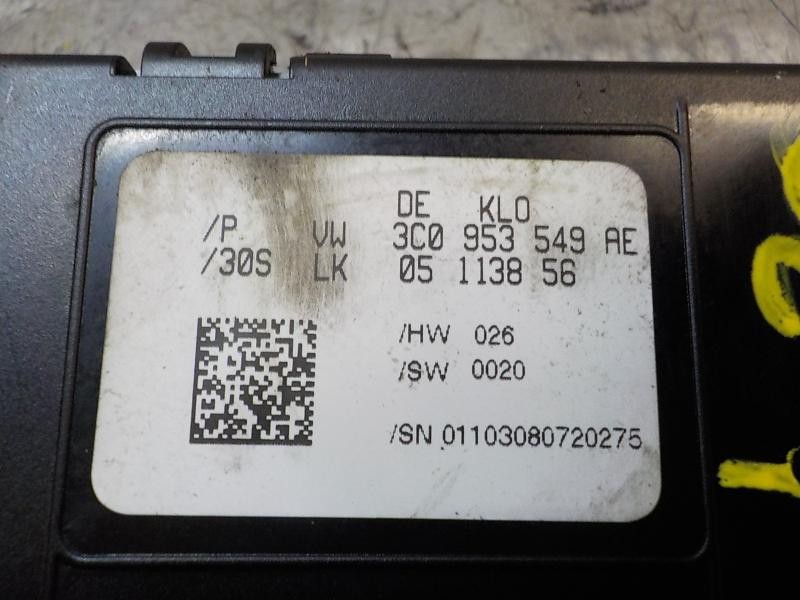 DE KLO
/P VW 3C0 953 549 AE
/30S LK 05 1138 56
/HW 026
/SW 0020
/SN 01103080720275